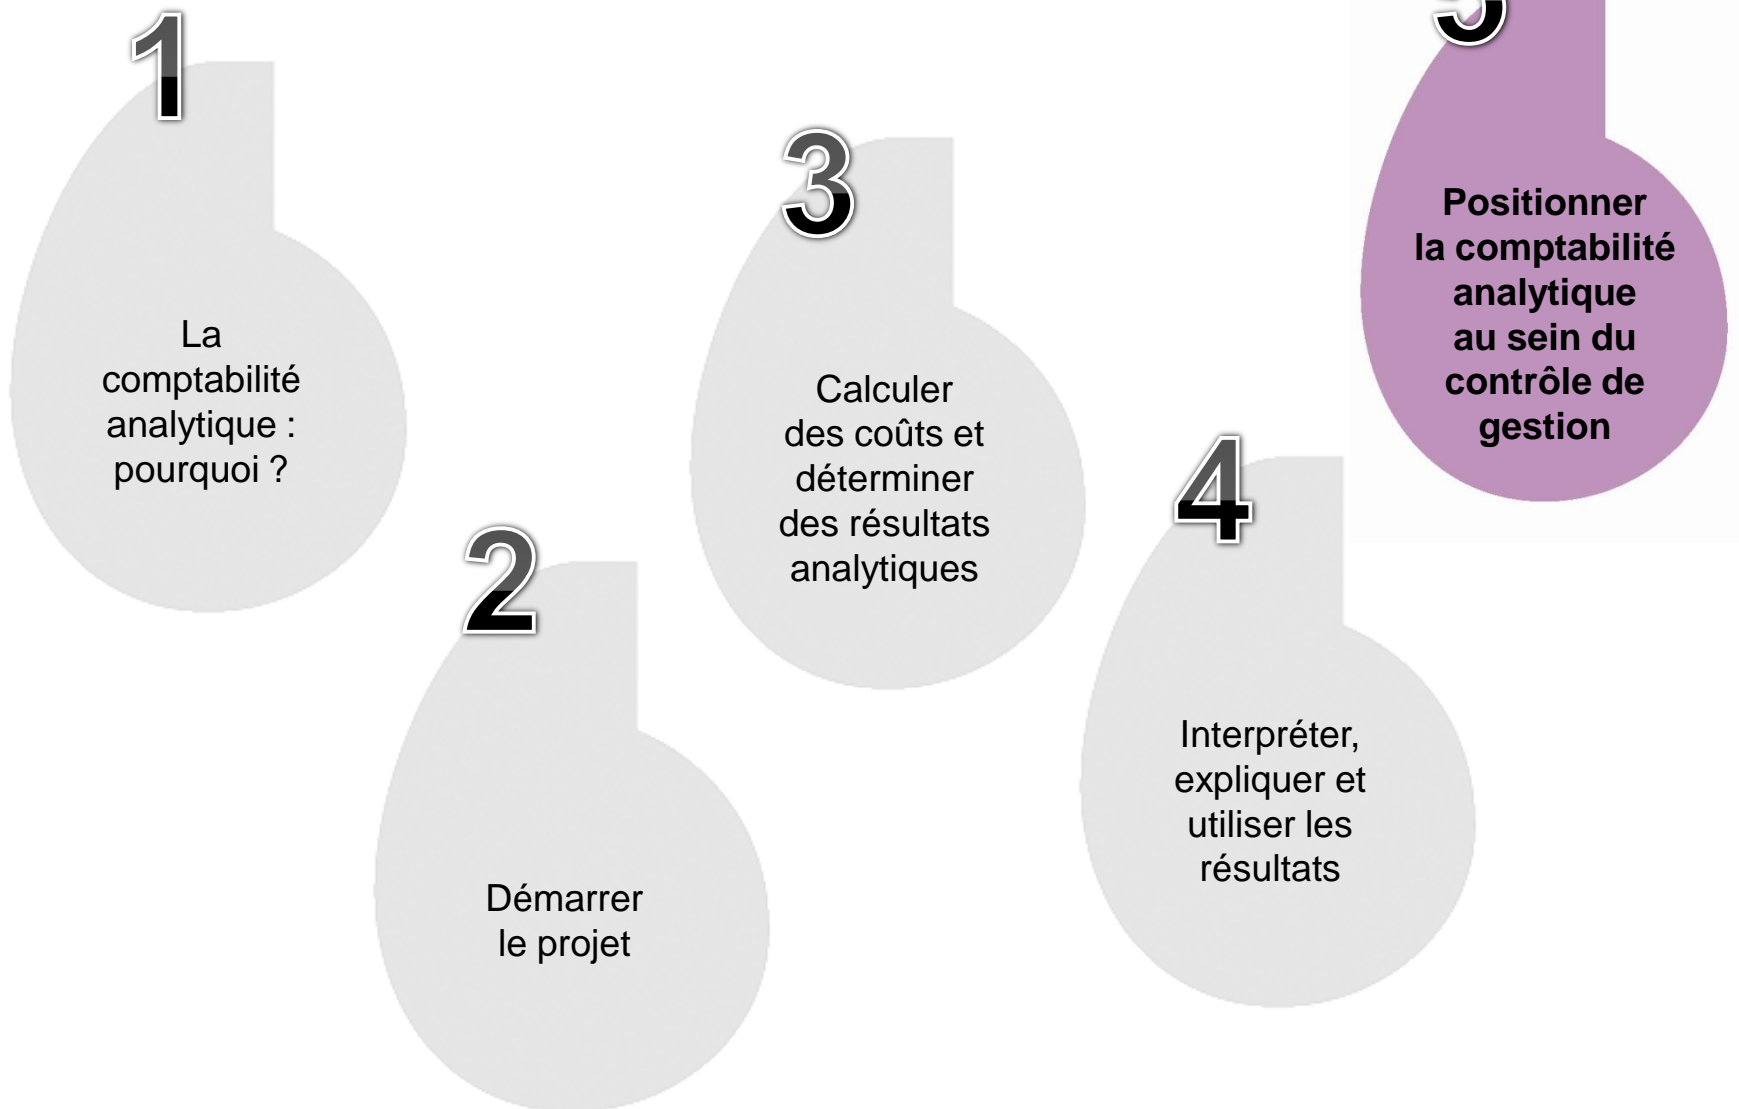 1
La
comptabilité
analytique :
pourquoi ?
2
Démarrer
le projet
3
Calculer
des coûts et
déterminer
des résultats
analytiques
4
Interpréter,
expliquer et
utiliser les
résultats
5
Positionner
la comptabilité
analytique
au sein du
contrôle de
gestion